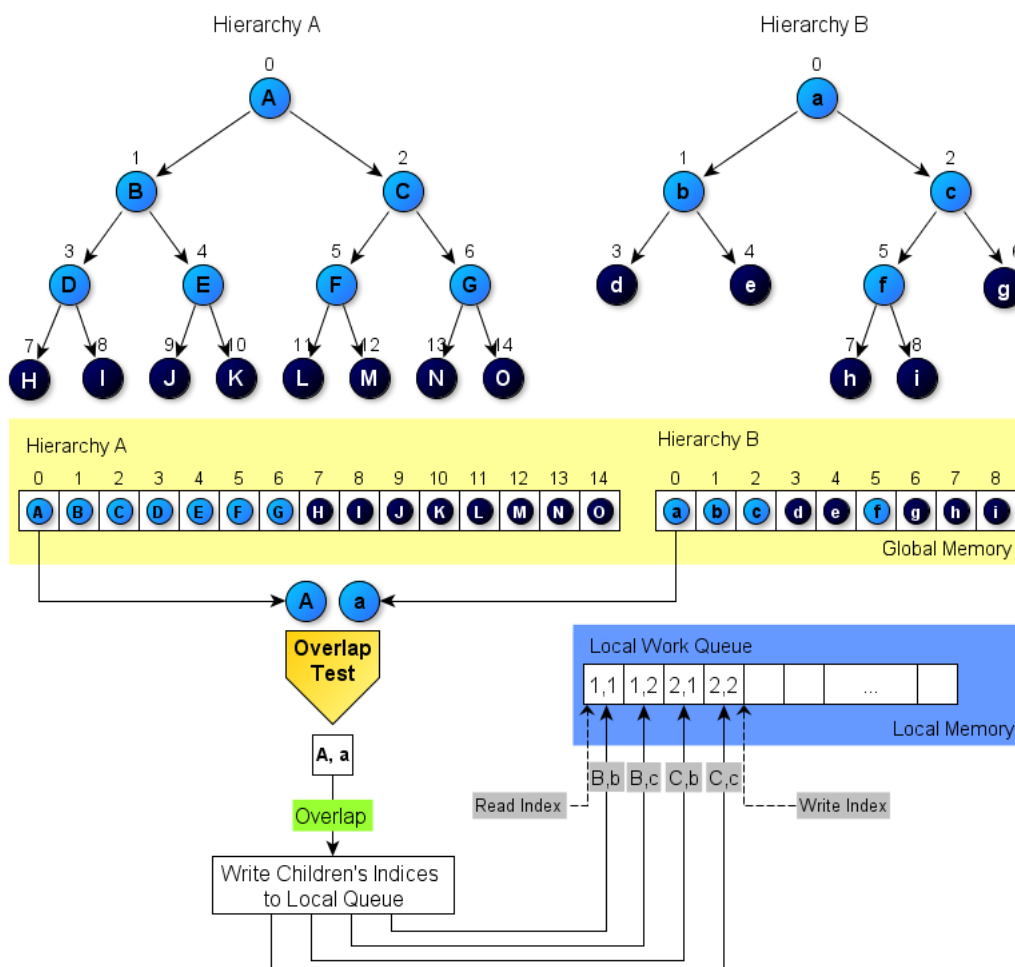 Hierarchy A
Hierarchy B
0
0
A
a
1
2
1
2
B
C
b
c
3
4
5
6
3
4
5
6
D
E
F
G
d
e
f
g
7
8
9
10
11
12
13
14
7
8
H
I
J
K
L
M
N
O
h
i
Hierarchy A
Hierarchy B
0 1 2 3 4 5 6 7 8 9 10 11 12 13 14
0 1 2 3 4 5 6 7 8
A B C D E F G H I J K L M N O
a b c d e f g h i
Global Memory
A
a
Overlap
Test
Local Work Queue
1,1 1,2 2,1 2,2 ...
Local Memory
A, a
B,b
B,c
C,b
C,c
Read Index
Write Index
Overlap
Write Children's Indices
to Local Queue